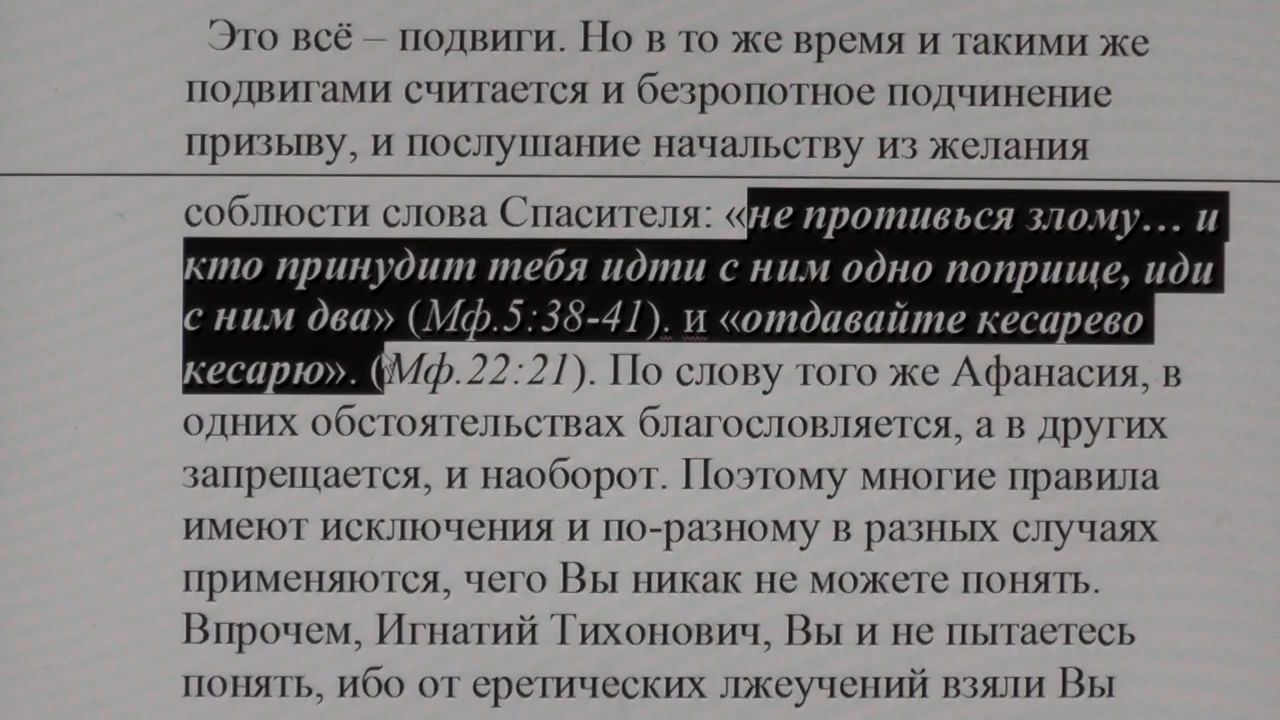 Это всё – подвиги. Но в то же время и такими же
подвигами считается и безропотное подчинение
призыву, и послушание начальству из желания
соблюсти слова Спасителя: «не противься злому… и
кто принудит тебя идти с ним одно поприще, иди
с ним два» (Мф.5:38-41). и «отдавайте кесарево
кесарю». (Мф.22:21). По слову того же Афанасия, в
одних обстоятельствах благословляется, а в других
запрещается, и наоборот. Поэтому многие правила
имеют исключения и по-разному в разных случаях
применяются, чего Вы никак не можете понять.
Впрочем, Игнатий Тихонович, Вы и не пытаетесь
понять, ибо от еретических лжеучений взяли Вы